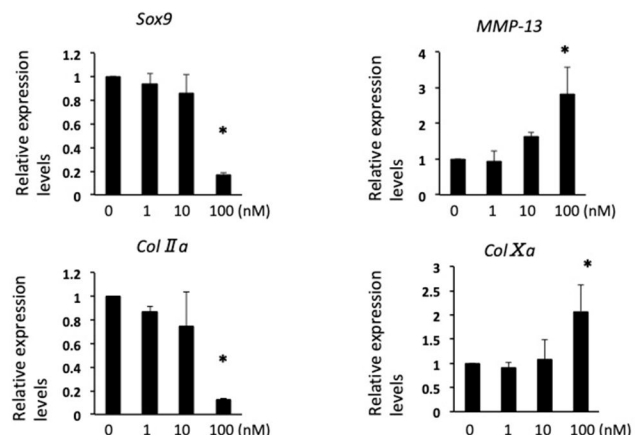 Sox9
Relative expression
levels
1.2
1
0.8
0.6
0.4
0.2
0
*
0 1 10 100 (nM)
MMP-13
Relative expression
levels
4
3
2
1
0
*
0 1 10 100 (nM)
Col Ⅱa
Relative expression
levels
1.2
1
0.8
0.6
0.4
0.2
0
*
0 1 10 100 (nM)
Col Xa
Relative expression
levels
3
2.5
2
1.5
1
0.5
0
*
0 1 10 100 (nM)